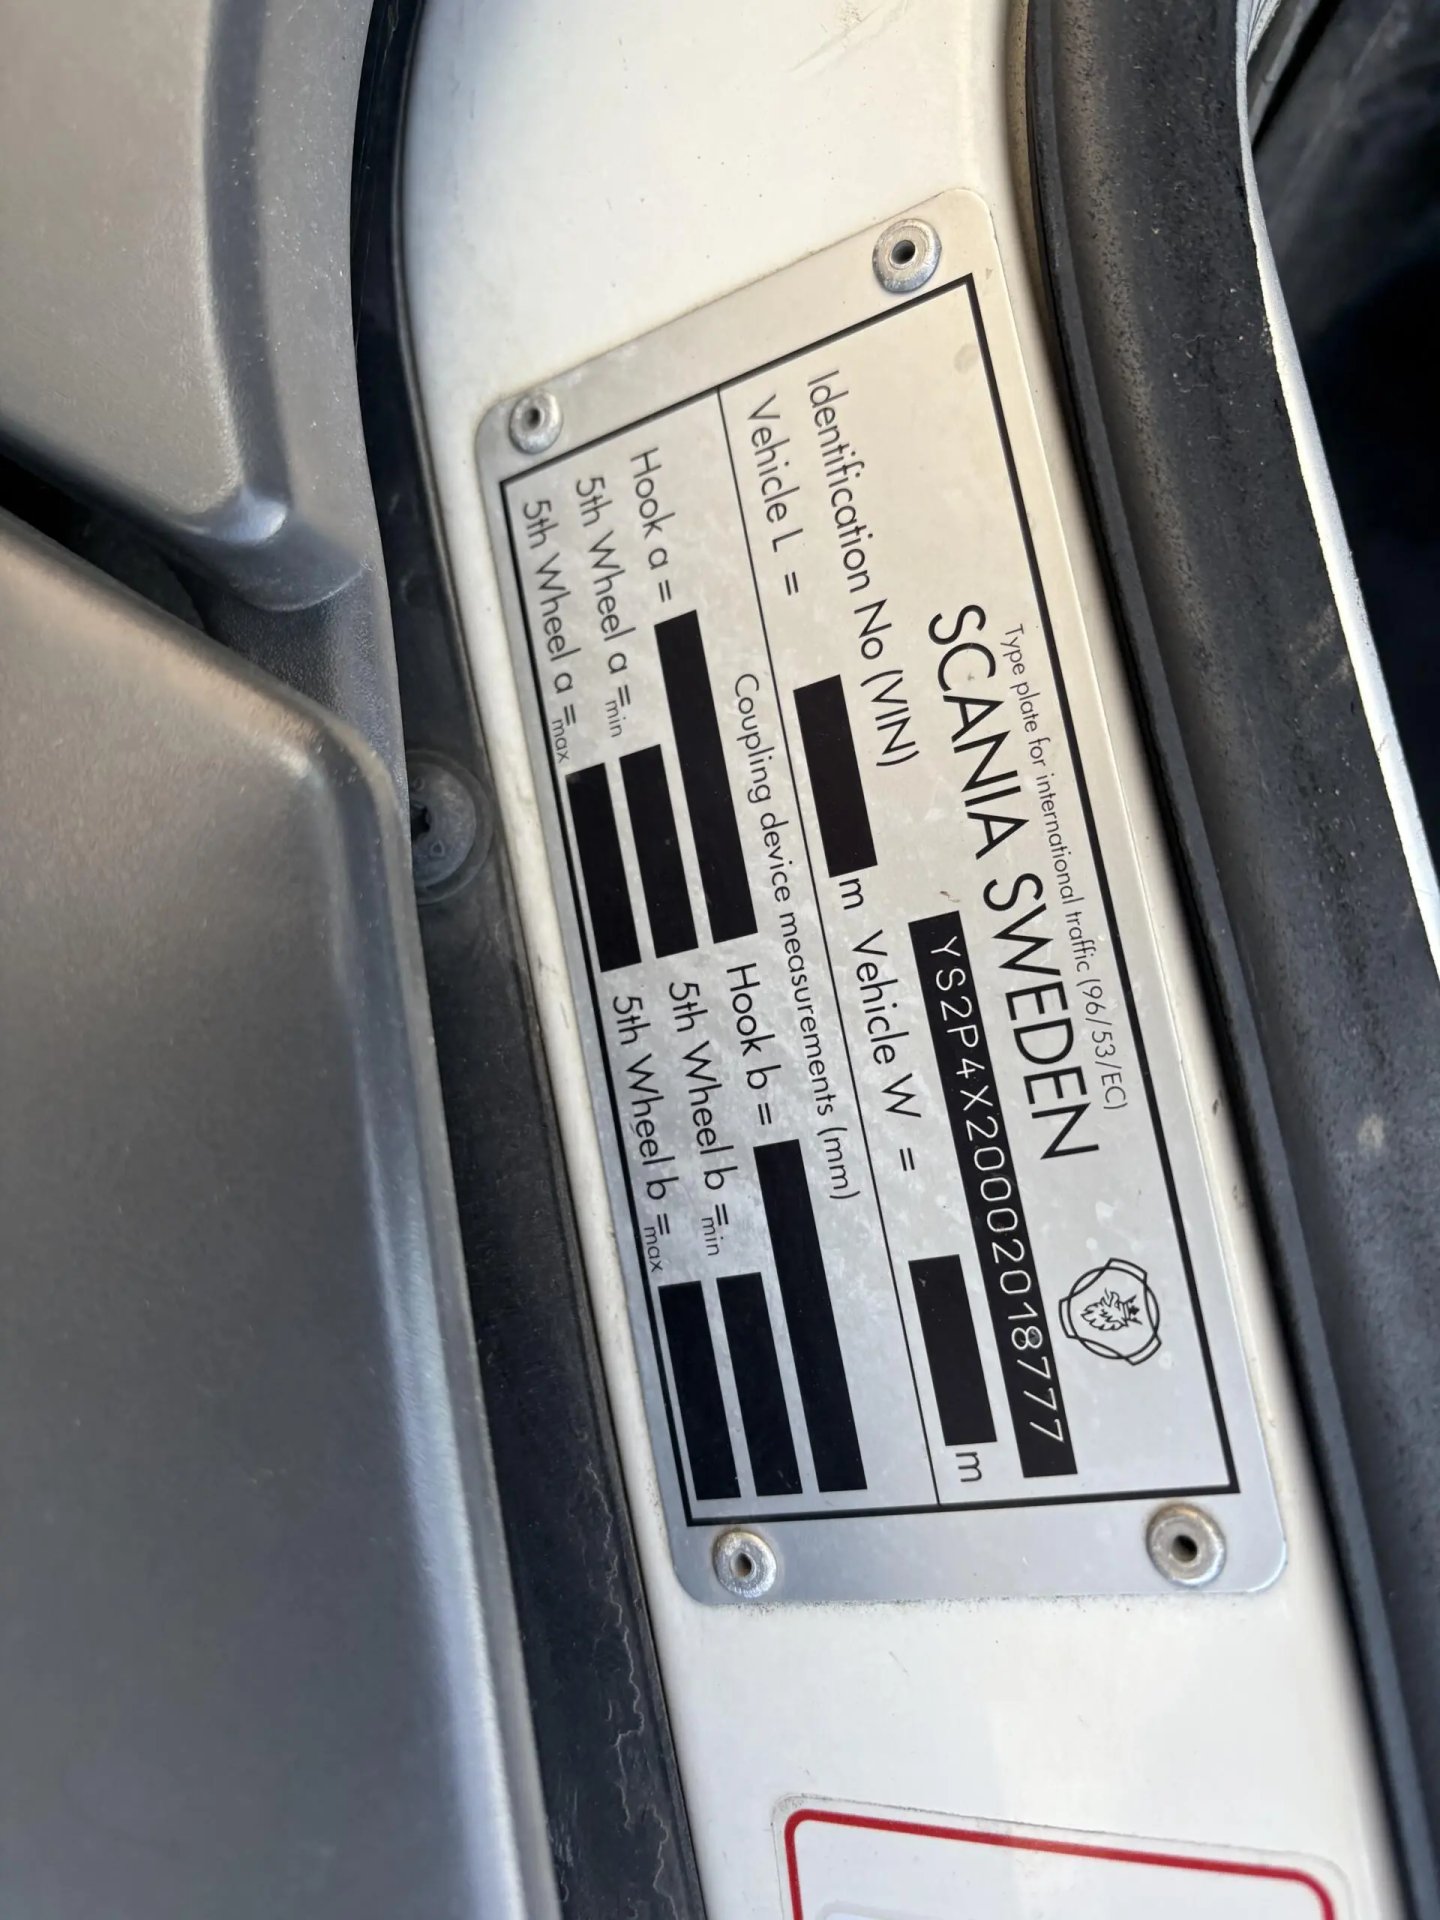 Type plate for international traffic (96/53/EC)
SCANIA SWEDEN
Identification No (VIN) YS2P4X20002018777
Vehicle L = m Vehicle W = m
Coupling device measurements (mm)
Hook a = Hook b =
5th Wheel a = min 5th Wheel b = min
5th Wheel a = max 5th Wheel b = max